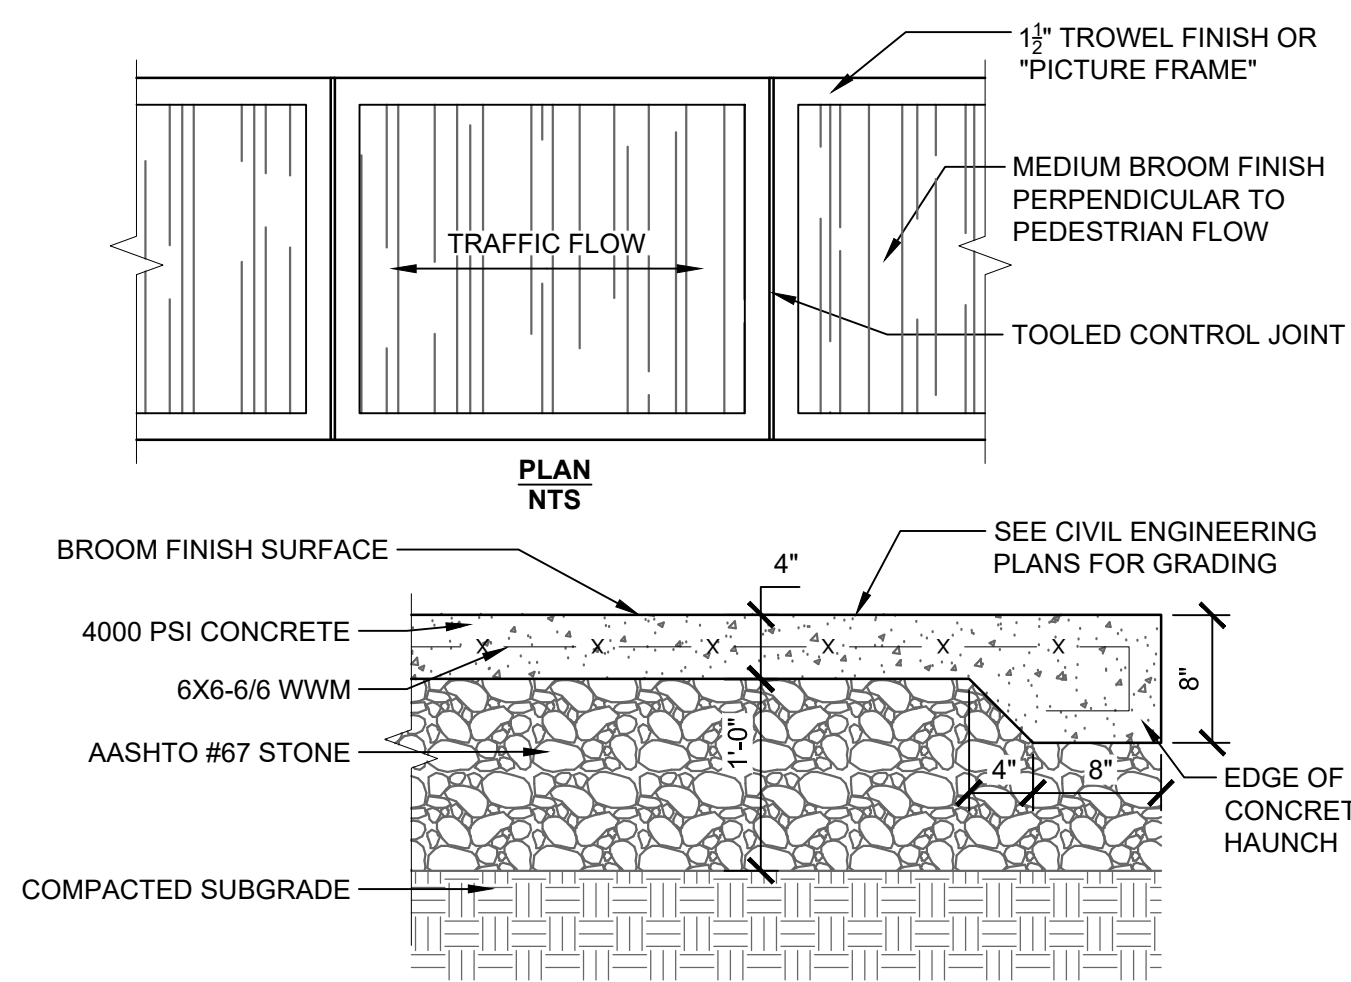 1½" TROWEL FINISH OR
"PICTURE FRAME"
MEDIUM BROOM FINISH
PERPENDICULAR TO
PEDESTRIAN FLOW
TRAFFIC FLOW
TOOLED CONTROL JOINT
PLAN
NTS
SEE CIVIL ENGINEERING
PLANS FOR GRADING
BROOM FINISH SURFACE
4"
4000 PSI CONCRETE
X X X X X X
6X6-6/6 WWM
8"
AASHTO #67 STONE
1'-0"
4"
8"
EDGE OF
CONCRET
HAUNCH
COMPACTED SUBGRADE